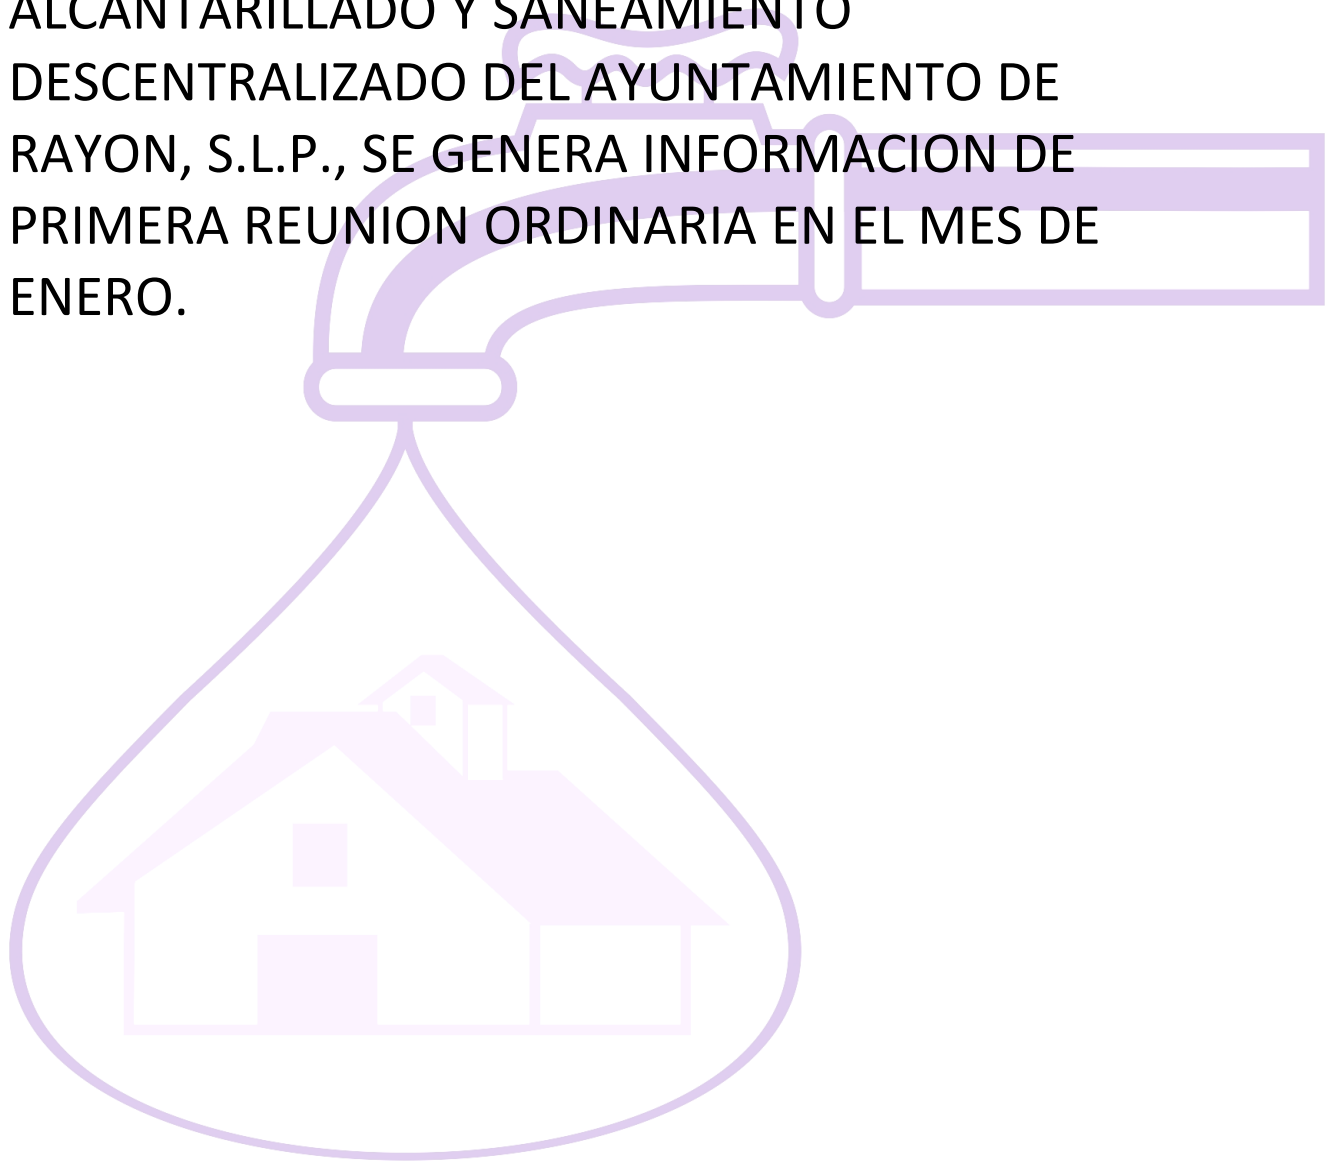 ALCANTARILLADO Y SANEAMIENTO
DESCENTRALIZADO DEL AYUNTAMIENTO DE
RAYON, S.L.P., SE GENERA INFORMACION DE
PRIMERA REUNION ORDINARIA EN EL MES DE
ENERO.